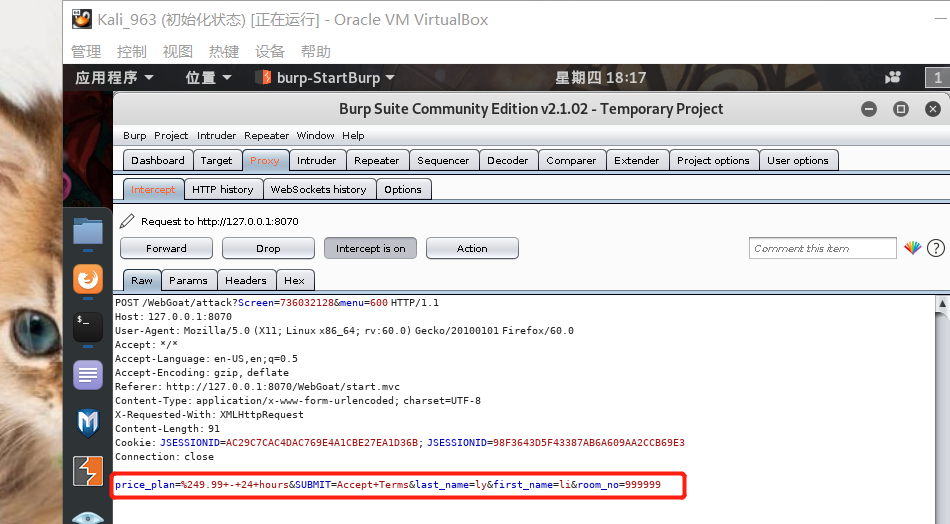 Kali_963 (初始化状态) [正在运行] - Oracle VM VirtualBox
管理 控制 视图 热键 设备 帮助
应用程序 位置 burp-StartBurp 星期四 18:17 1
Burp Suite Community Edition v2.1.02 - Temporary Project
Burp Project Intruder Repeater Window Help
Dashboard Target Proxy Intruder Repeater Sequencer Decoder Comparer Extender Project options User options
Intercept HTTP history WebSockets history Options
Request to http://127.0.0.1:8070
Forward Drop Intercept is on Action Comment this item ?
Raw Params Headers Hex
POST /WebGoat/attack?Screen=736032128&menu=600 HTTP/1.1
Host: 127.0.0.1:8070
User-Agent: Mozilla/5.0 (X11; Linux x86_64; rv:60.0) Gecko/20100101 Firefox/60.0
Accept: */*
Accept-Language: en-US,en;q=0.5
Accept-Encoding: gzip, deflate
Referer: http://127.0.0.1:8070/WebGoat/start.mvc
Content-Type: application/x-www-form-urlencoded; charset=UTF-8
X-Requested-With: XMLHttpRequest
Content-Length: 91
Cookie: JSESSIONID=AC29C7CAC4DAC769E4A1CBE27EA1D36B; JSESSIONID=98F3643D5F43387AB6A609AA2CCB69E3
Connection: close
price_plan=%249.99+-+24+hours&SUBMIT=Accept+Terms&last_name=ly&first_name=li&room_no=999999